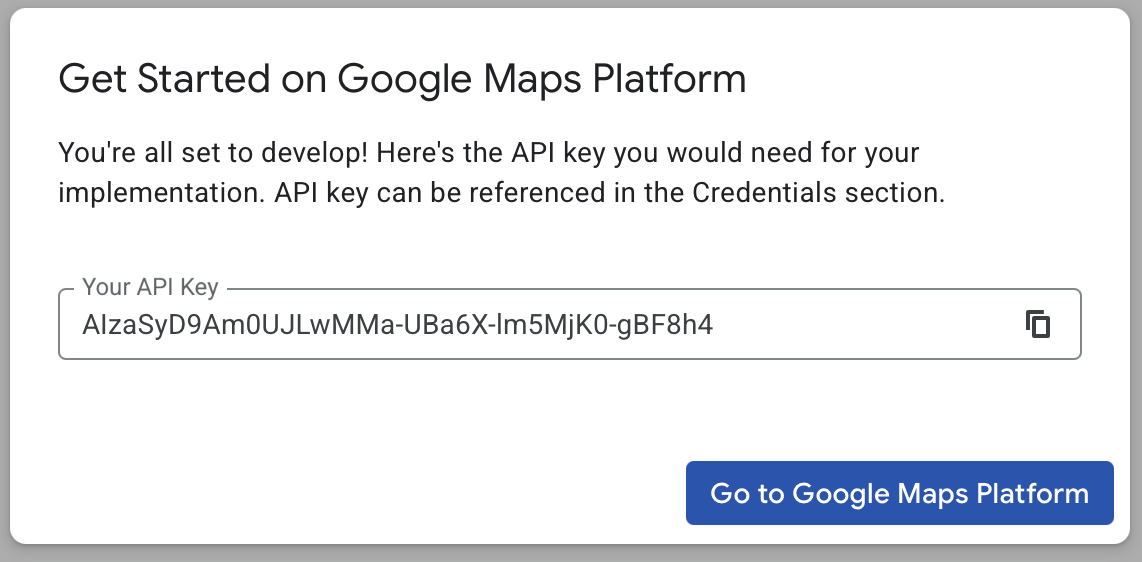 Get Started on Google Maps Platform
You're all set to develop! Here's the API key you would need for your
implementation. API key can be referenced in the Credentials section.
Your API Key
AIzaSyD9Am0UJLwMMa-UBa6X-lm5MjK0-gBF8h4
Go to Google Maps Platform